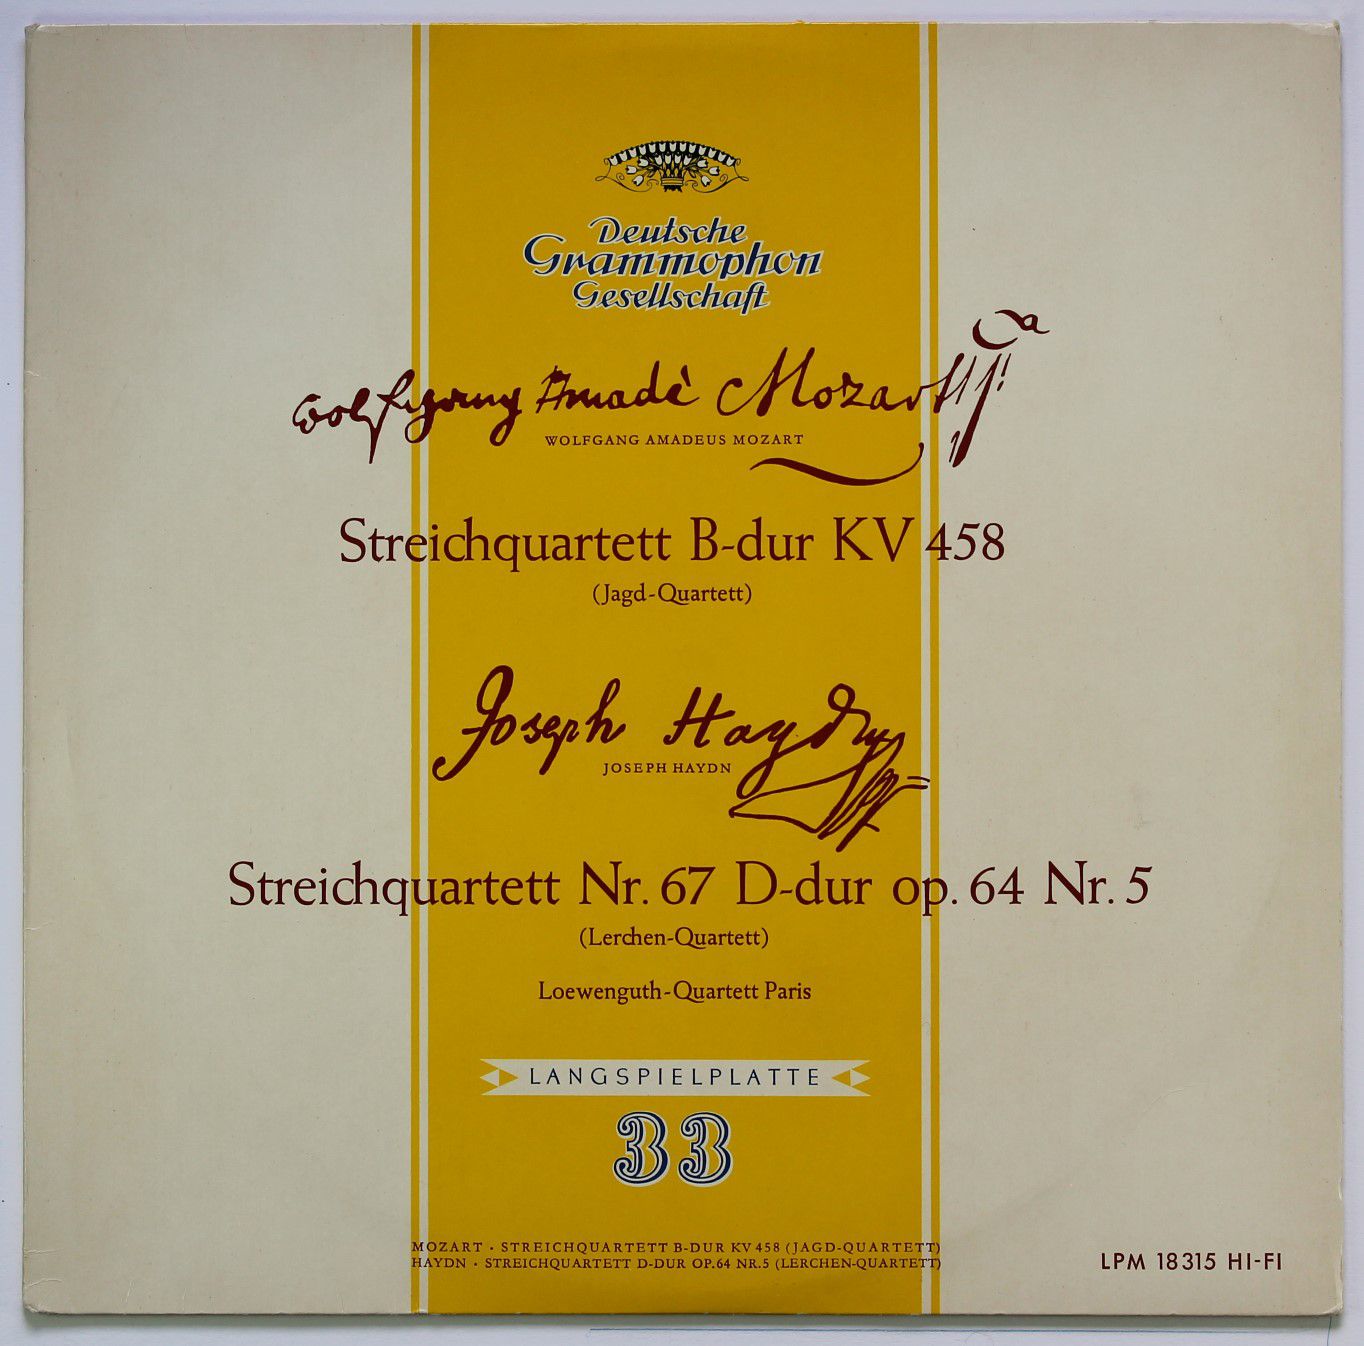 Deutsche
Grammophon
Gesellschaft
Wolfgang Amadè Mozart
WOLFGANG AMADEUS MOZART
Streichquartett B-dur KV 458
(Jagd-Quartett)
Joseph Haydn
JOSEPH HAYDN
Streichquartett Nr. 67 D-dur op. 64 Nr. 5
(Lerchen-Quartett)
Loewenguth-Quartett Paris
LANGSPIELPLATTE
33
MOZART · STREICHQUARTETT B-DUR KV 458 (JAGD-QUARTETT)
HAYDN · STREICHQUARTETT D-DUR OP. 64 NR. 5 (LERCHEN-QUARTETT)
LPM 18315 HI-FI